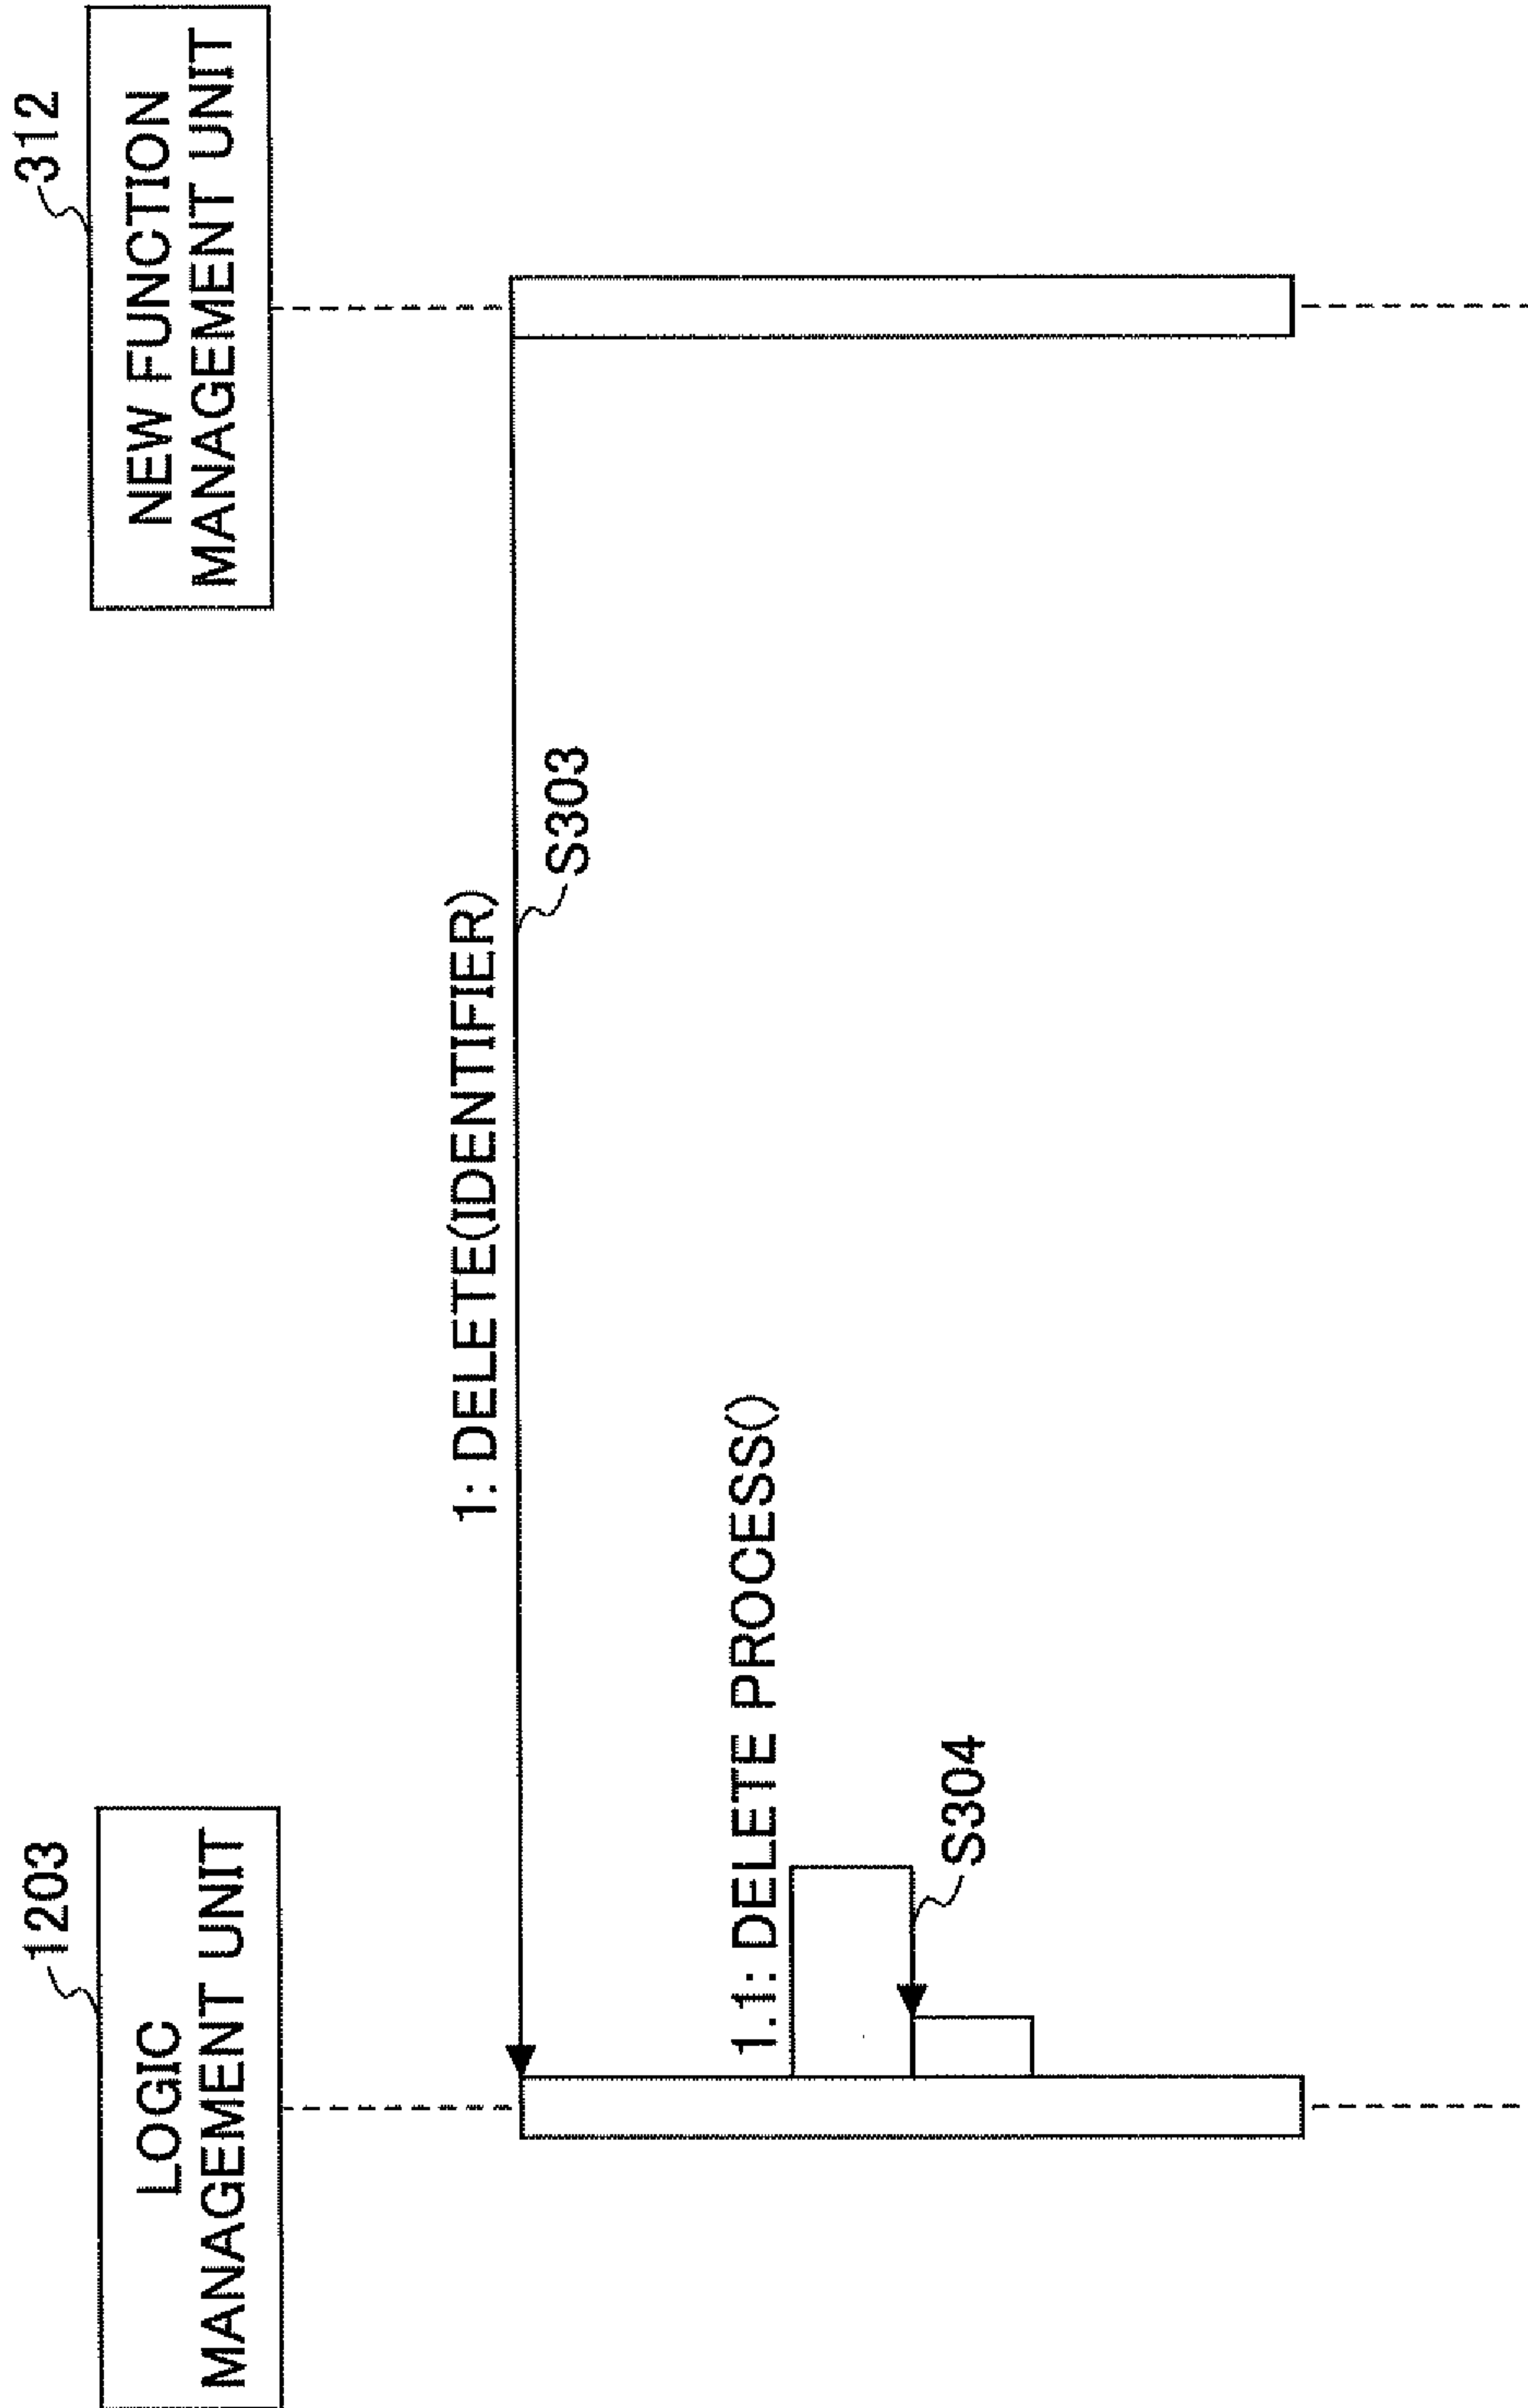 1203
LOGIC
MANAGEMENT UNIT
312
NEW FUNCTION
MANAGEMENT UNIT
1: DELETE(IDENTIFIER)
S303
1.1: DELETE PROCESS()
S304